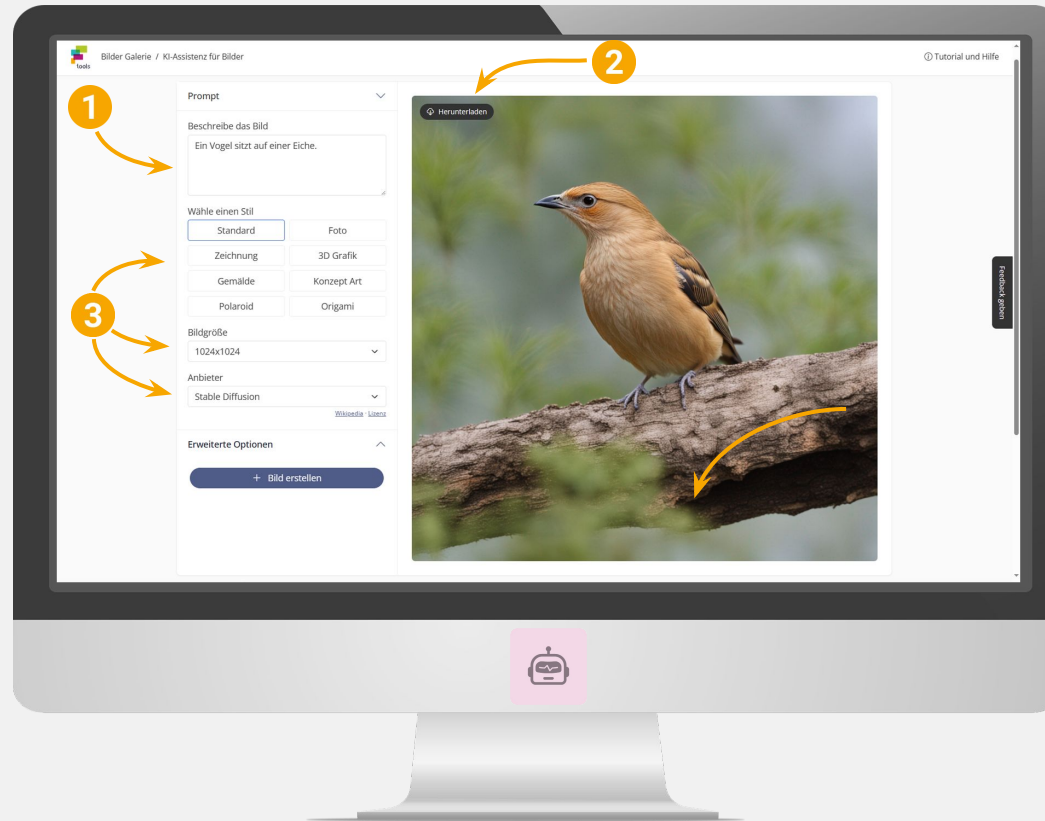 tools
Bilder Galerie / KI-Assistenz für Bilder
Tutorial und Hilfe
1
2
3
Prompt
Beschreibe das Bild
Ein Vogel sitzt auf einer Eiche.
Wähle einen Stil
Standard
Foto
Zeichnung
3D Grafik
Gemälde
Konzept Art
Polaroid
Origami
Bildgröße
1024x1024
Anbieter
Stable Diffusion
Wikipedia · Lizenz
Erweiterte Optionen
+ Bild erstellen
Herunterladen
Feedback geben